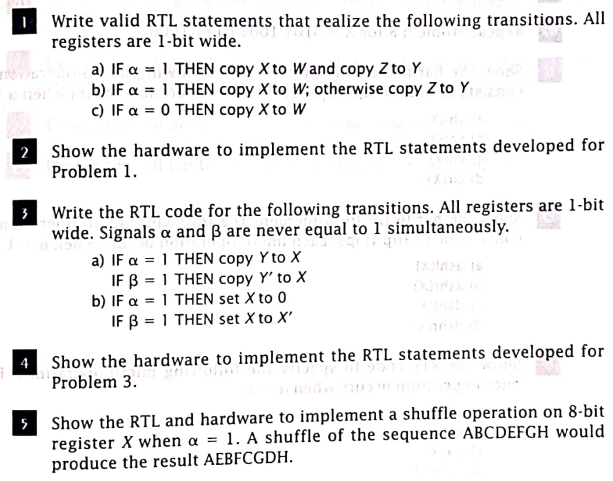 1 Write valid RTL statements that realize the following transitions. All
registers are 1-bit wide.
a) IF α = 1 THEN copy X to W and copy Z to Y
b) IF α = 1 THEN copy X to W; otherwise copy Z to Y
c) IF α = 0 THEN copy X to W
2 Show the hardware to implement the RTL statements developed for
Problem 1.
3 Write the RTL code for the following transitions. All registers are 1-bit
wide. Signals α and β are never equal to 1 simultaneously.
a) IF α = 1 THEN copy Y to X
IF β = 1 THEN copy Y' to X
b) IF α = 1 THEN set X to 0
IF β = 1 THEN set X to X'
4 Show the hardware to implement the RTL statements developed for
Problem 3.
5 Show the RTL and hardware to implement a shuffle operation on 8-bit
register X when α = 1. A shuffle of the sequence ABCDEFGH would
produce the result AEBFCGDH.